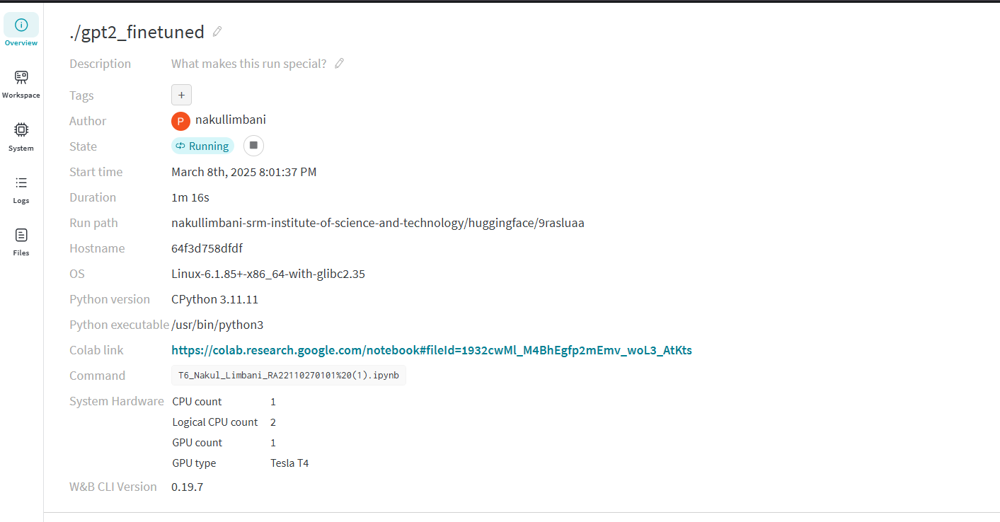 ./gpt2_finetuned
Overview
Description What makes this run special?
Workspace
Tags +
Author P nakullimbani
System
State Running
Start time March 8th, 2025 8:01:37 PM
Logs
Duration 1m 16s
Run path nakullimbani-srm-institute-of-science-and-technology/huggingface/9rasluaa
Files
Hostname 64f3d758dfdf
OS Linux-6.1.85+-x86_64-with-glibc2.35
Python version CPython 3.11.11
Python executable /usr/bin/python3
Colab link https://colab.research.google.com/notebook#fileId=1932cwMl_M4BhEgfp2mEmv_woL3_AtKts
Command T6_Nakul_Limbani_RA22110270101%20(1).ipynb
System Hardware CPU count 1
Logical CPU count 2
GPU count 1
GPU type Tesla T4
W&B CLI Version 0.19.7